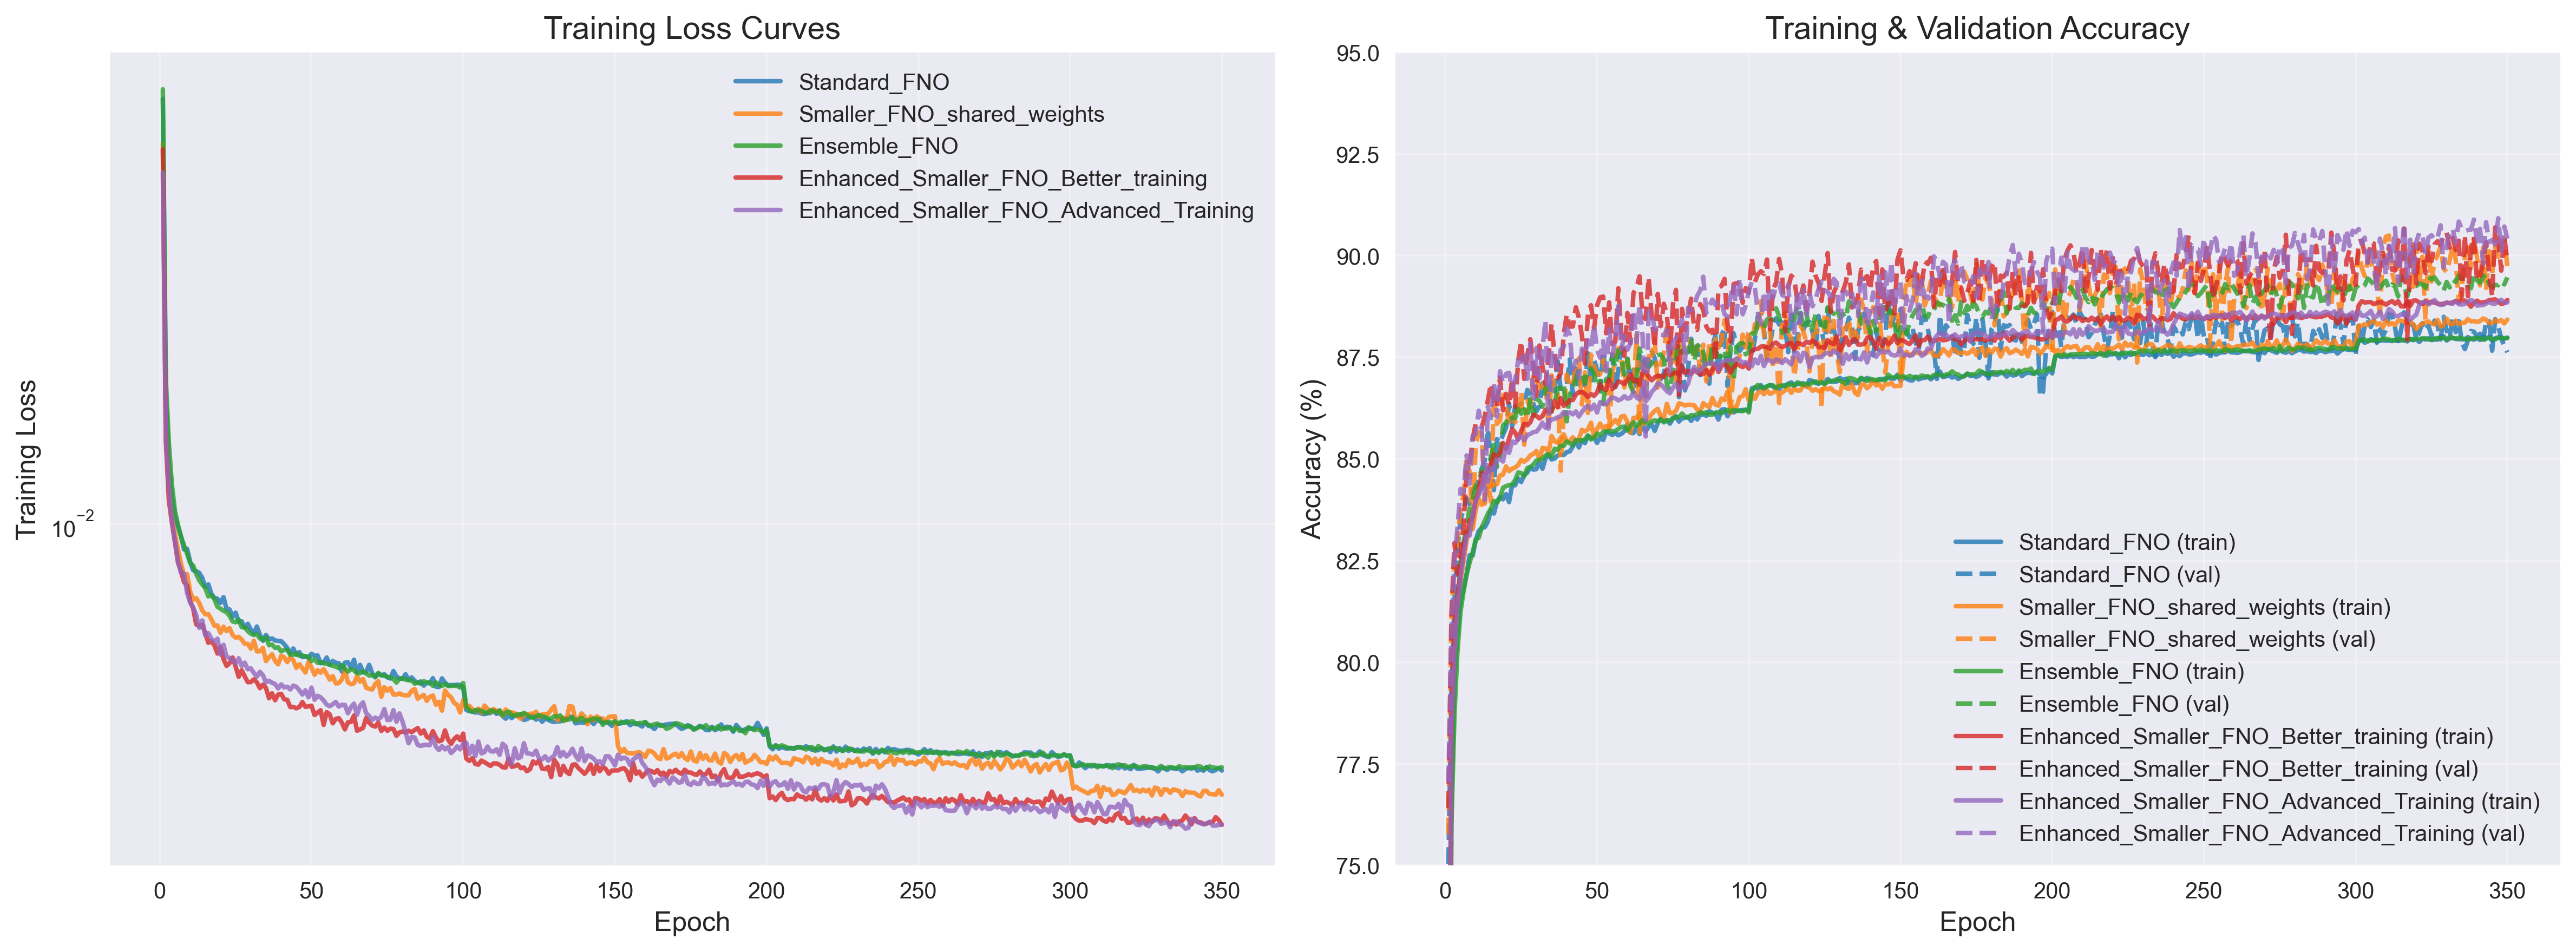 Training Loss Curves
Training Loss
10⁻²
Standard_FNO
Smaller_FNO_shared_weights
Ensemble_FNO
Enhanced_Smaller_FNO_Better_training
Enhanced_Smaller_FNO_Advanced_Training
0 50 100 150 200 250 300 350
Epoch
Training & Validation Accuracy
Accuracy (%)
95.0
92.5
90.0
87.5
85.0
82.5
80.0
77.5
75.0
Standard_FNO (train)
Standard_FNO (val)
Smaller_FNO_shared_weights (train)
Smaller_FNO_shared_weights (val)
Ensemble_FNO (train)
Ensemble_FNO (val)
Enhanced_Smaller_FNO_Better_training (train)
Enhanced_Smaller_FNO_Better_training (val)
Enhanced_Smaller_FNO_Advanced_Training (train)
Enhanced_Smaller_FNO_Advanced_Training (val)
0 50 100 150 200 250 300 350
Epoch